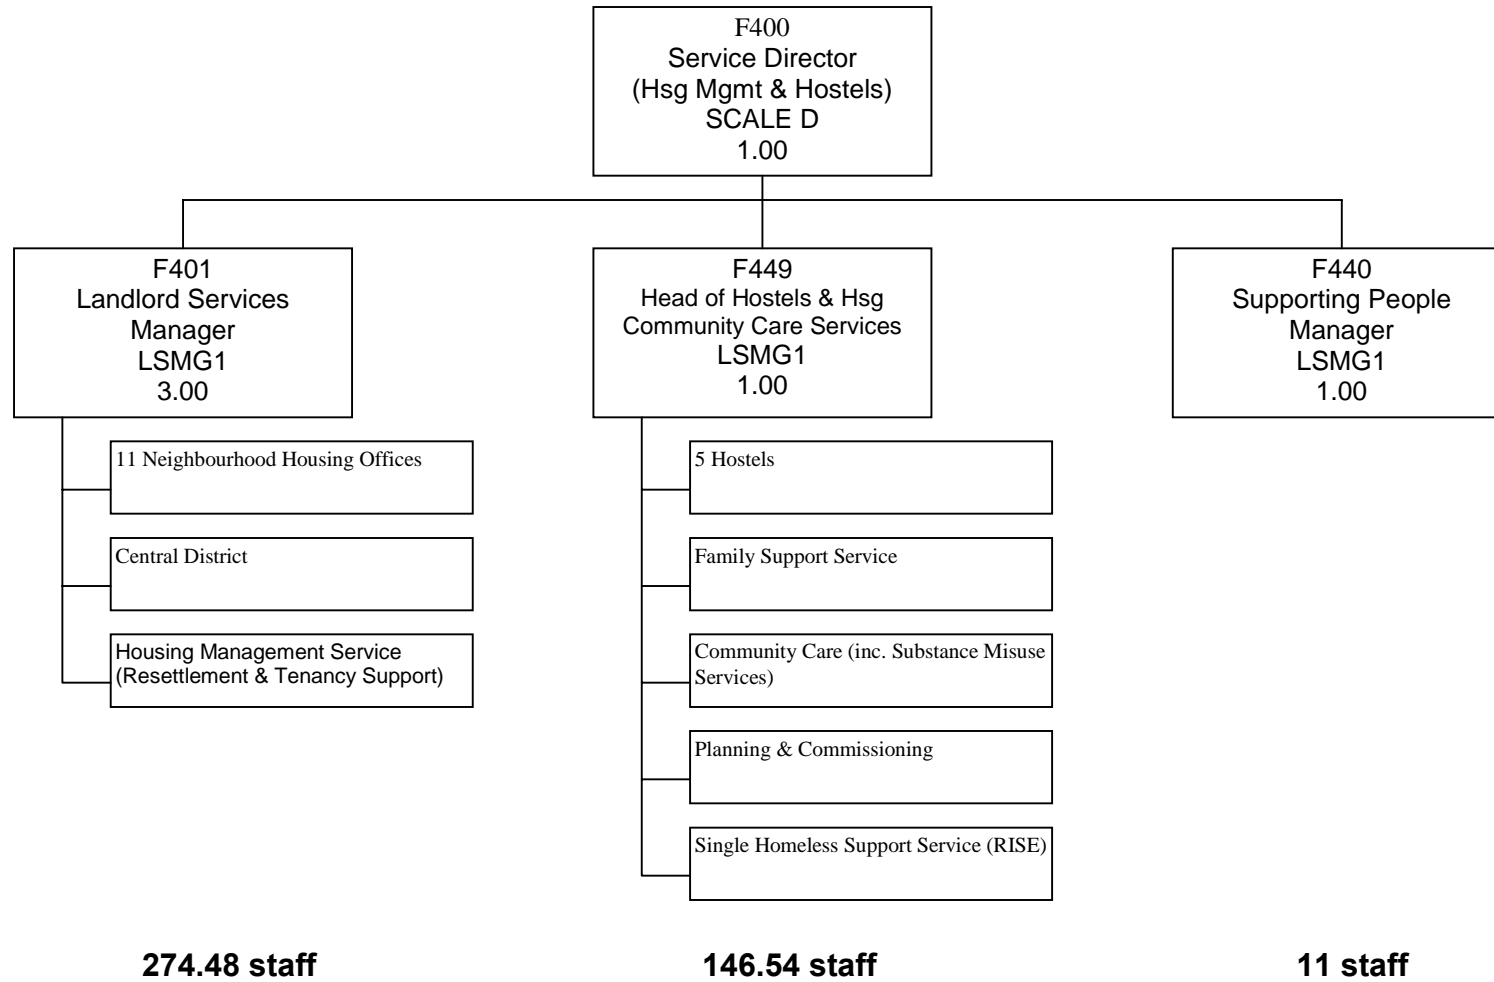 F400
Service Director
(Hsg Mgmt & Hostels)
SCALE D
1.00
F401
Landlord Services
Manager
LSMG1
3.00
11 Neighbourhood Housing Offices
Central District
Housing Management Service
(Resettlement & Tenancy Support)
F449
Head of Hostels & Hsg
Community Care Services
LSMG1
1.00
5 Hostels
Family Support Service
Community Care (inc. Substance Misuse
Services)
Planning & Commissioning
Single Homeless Support Service (RISE)
F440
Supporting People
Manager
LSMG1
1.00
274.48 staff
146.54 staff
11 staff